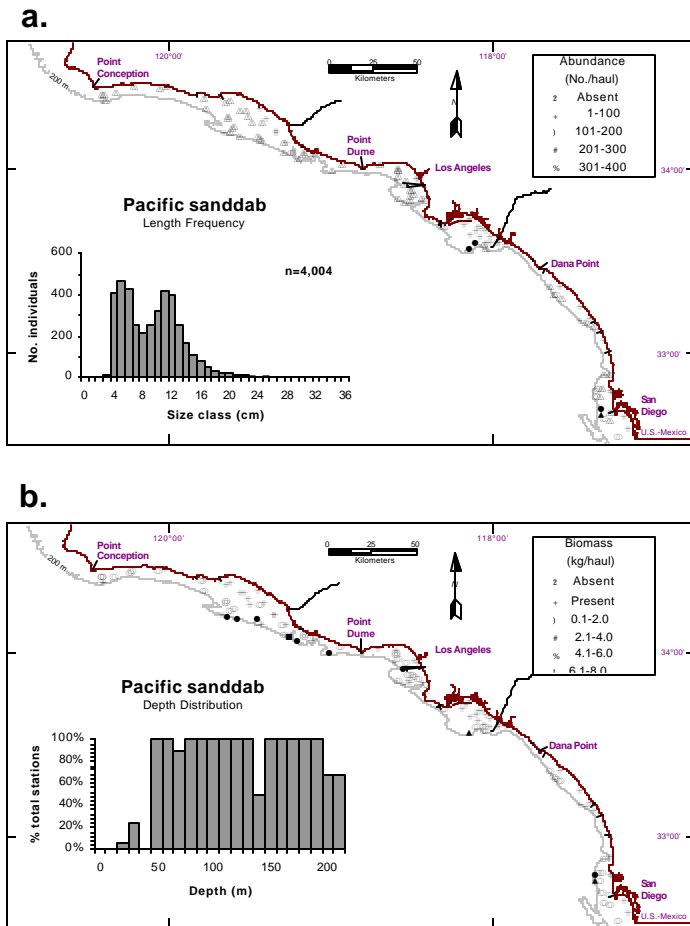 a.
120°00'
118°00'
Point
Conception
200 m
0
25
50
Kilometers
N
Abundance
(No./haul)
2 Absent
+ 1-100
) 101-200
# 201-300
% 301-400
Point
Dume
Los Angeles
34°00'
Pacific sanddab
Length Frequency
n=4,004
No. individuals
600
400
200
0
0 4 8 12 16 20 24 28 32 36
Size class (cm)
Dana Point
33°00'
San
Diego
U.S.-Mexico
b.
120°00'
118°00'
Point
Conception
200 m
0
25
50
Kilometers
N
Biomass
(kg/haul)
2 Absent
+ Present
) 0.1-2.0
# 2.1-4.0
% 4.1-6.0
! 6.1-8.0
Point
Dume
Los Angeles
34°00'
Pacific sanddab
Depth Distribution
% total stations
100%
80%
60%
40%
20%
0%
0 50 100 150 200
Depth (m)
Dana Point
33°00'
San
Diego
U.S.-Mexico